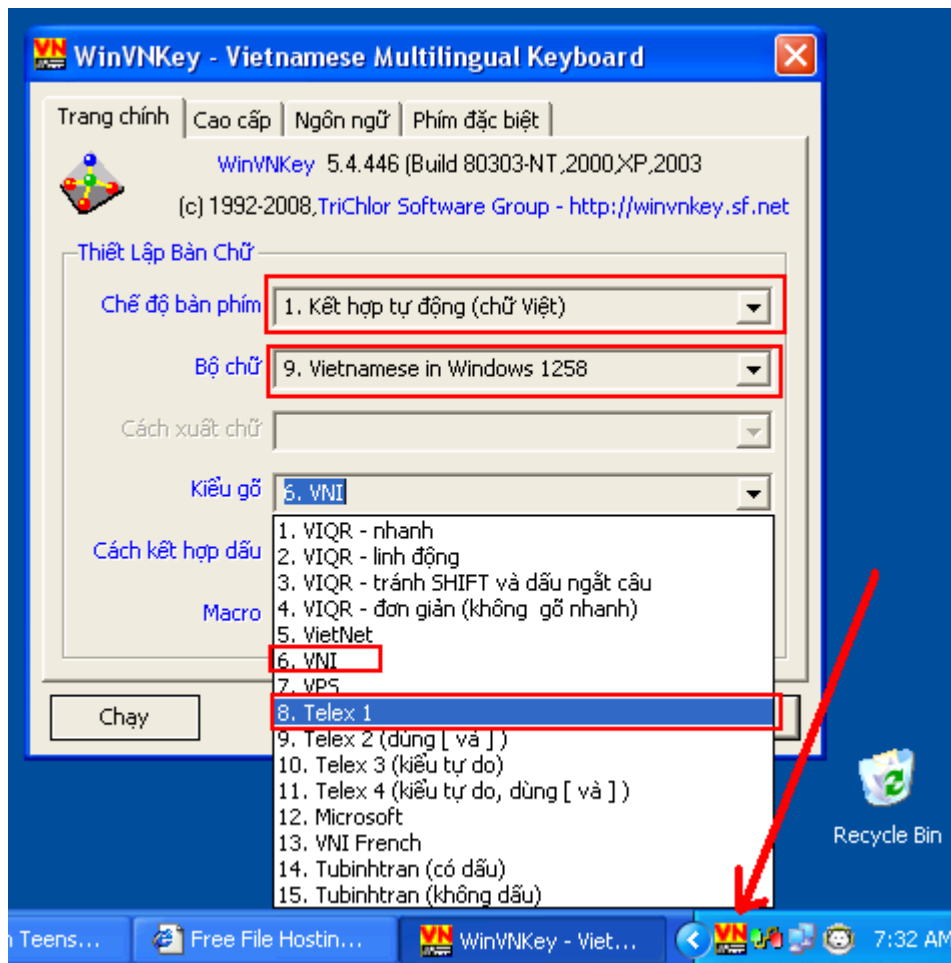 WinVNKey - Vietnamese Multilingual Keyboard
Trang chính Cao cấp Ngôn ngữ Phím đặc biệt
WinVNKey 5.4.446 (Build 80303-NT,2000,XP,2003
(c) 1992-2008,TriChlor Software Group - http://winvnkey.sf.net
Thiết Lập Bàn Chữ
Chế độ bàn phím 1. Kết hợp tự động (chữ Việt)
Bộ chữ 9. Vietnamese in Windows 1258
Cách xuất chữ
Kiểu gõ 6. VNI
1. VIQR - nhanh
Cách kết hợp dấu 2. VIQR - linh động
3. VIQR - tránh SHIFT và dấu ngắt câu
Macro 4. VIQR - đơn giản (không gõ nhanh)
5. VietNet
6. VNI
7. VPS
Chạy 8. Telex 1
9. Telex 2 (dùng [ và ] )
10. Telex 3 (kiểu tự do)
11. Telex 4 (kiểu tự do, dùng [ và ] )
12. Microsoft
13. VNI French
14. Tubinhtran (có dấu)
15. Tubinhtran (không dấu)
Recycle Bin
Teens... Free File Hostin... VN WinVNKey - Viet... VN 7:32 AM